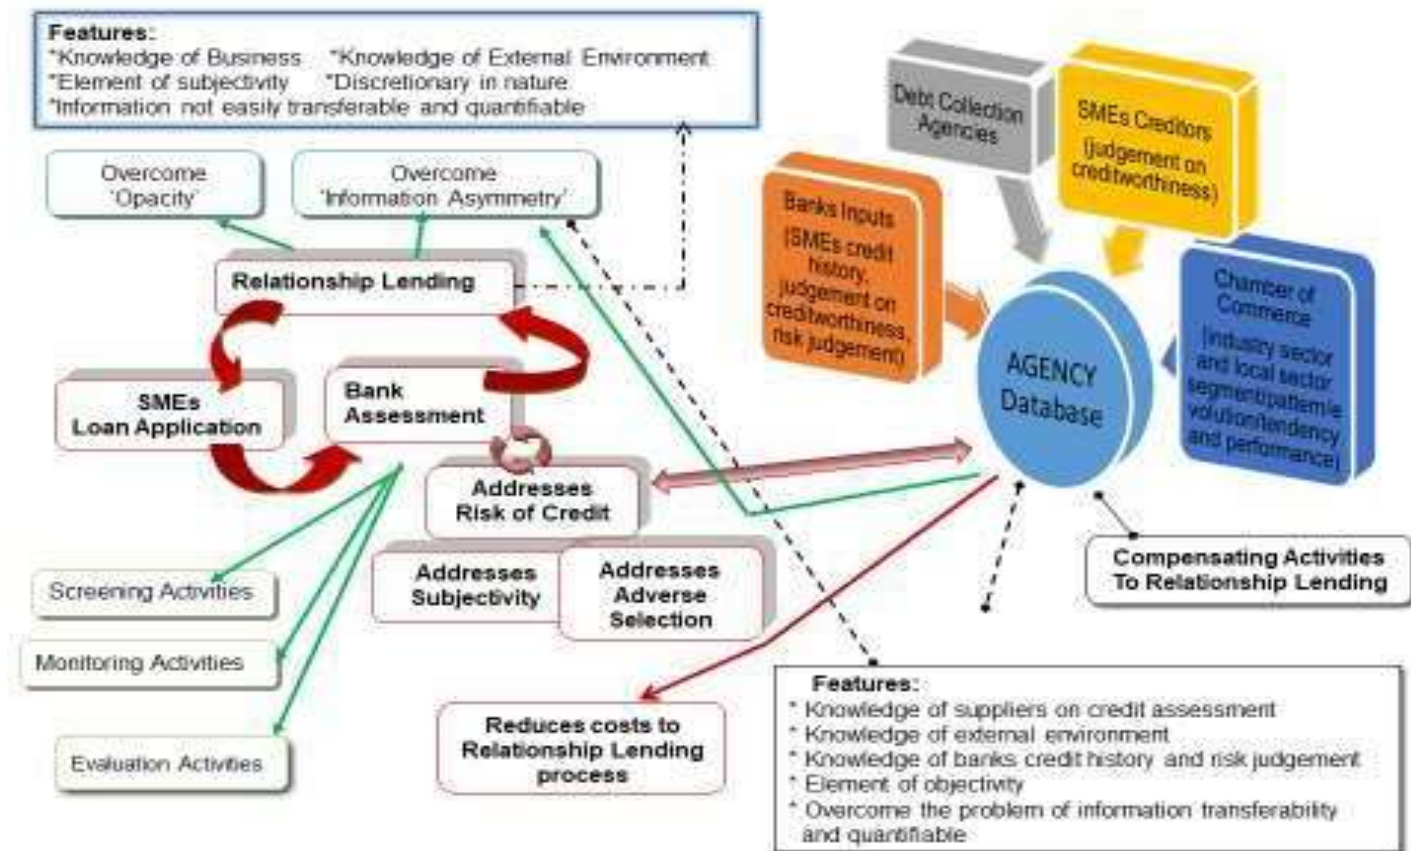 Features:
*Knowledge of Business *Knowledge of External Environment
*Element of subjectivity *Discretionary in nature
*Information not easily transferable and quantifiable
Debt Collection
Agencies
SMEs Creditors
(judgement on
creditworthiness)
Overcome
'Opacity'
Overcome
'Information Asymmetry'
Banks Inputs
(SMEs credit
history,
judgement on
creditworthiness,
risk judgement)
Relationship Lending
Chamber of
Commerce
(industry sector
and local sector
segment/pattern/e
volution/tendency
and performance)
AGENCY
Database
SMEs
Loan Application
Bank
Assessment
Addresses
Risk of Credit
Addresses
Subjectivity
Addresses
Adverse
Selection
Compensating Activities
To Relationship Lending
Screening Activities
Monitoring Activities
Evaluation Activities
Reduces costs to
Relationship Lending
process
Features:
* Knowledge of suppliers on credit assessment
* Knowledge of external environment
* Knowledge of banks credit history and risk judgement
* Element of objectivity
* Overcome the problem of information transferability
and quantifiable